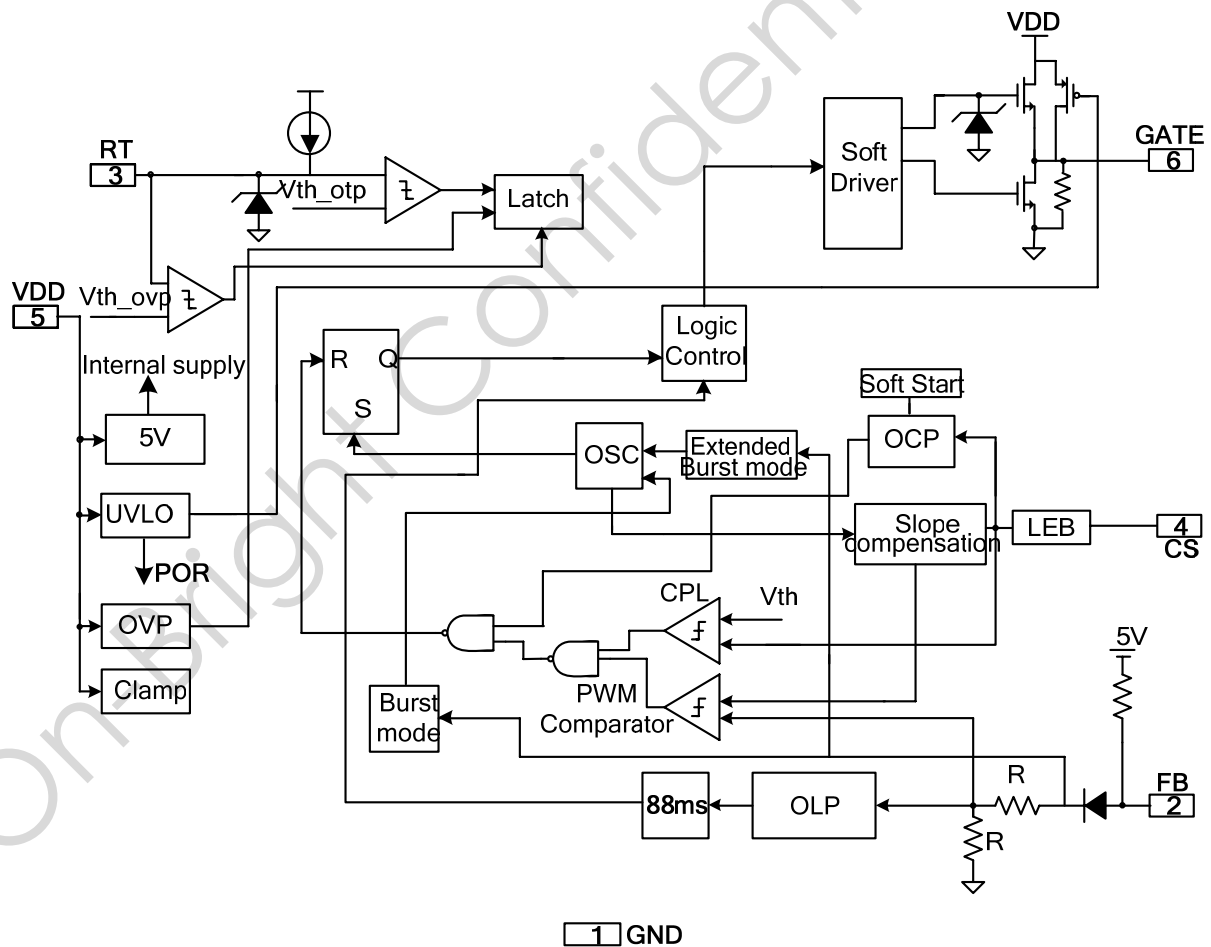 On-Bright Confiden
VDD
RT
3
Vth_otp
Latch
Soft
Driver
GATE
6
VDD
5
Vth_ovp
Internal supply
5V
R
Q
S
Logic
Control
Soft Start
OCP
OSC
Extended
Burst mode
UVLO
POR
Slope
compensation
LEB
4
CS
OVP
Clamp
CPL
Vth
PWM
Comparator
Burst
mode
5V
88ms
OLP
R
R
FB
2
1
GND